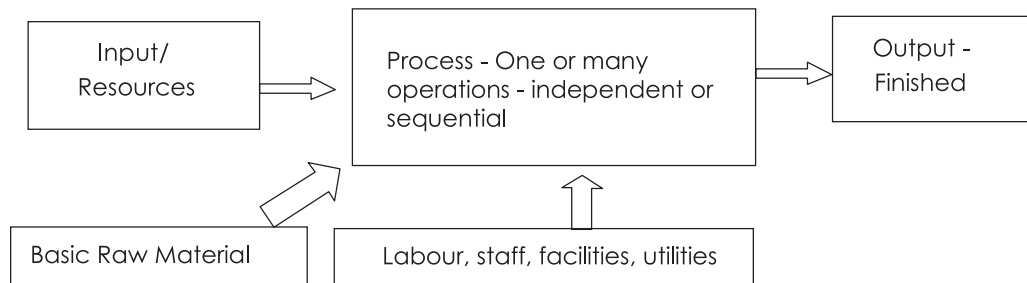 Input/
Resources
Process - One or many
operations - independent or
sequential
Output -
Finished
Basic Raw Material
Labour, staff, facilities, utilities